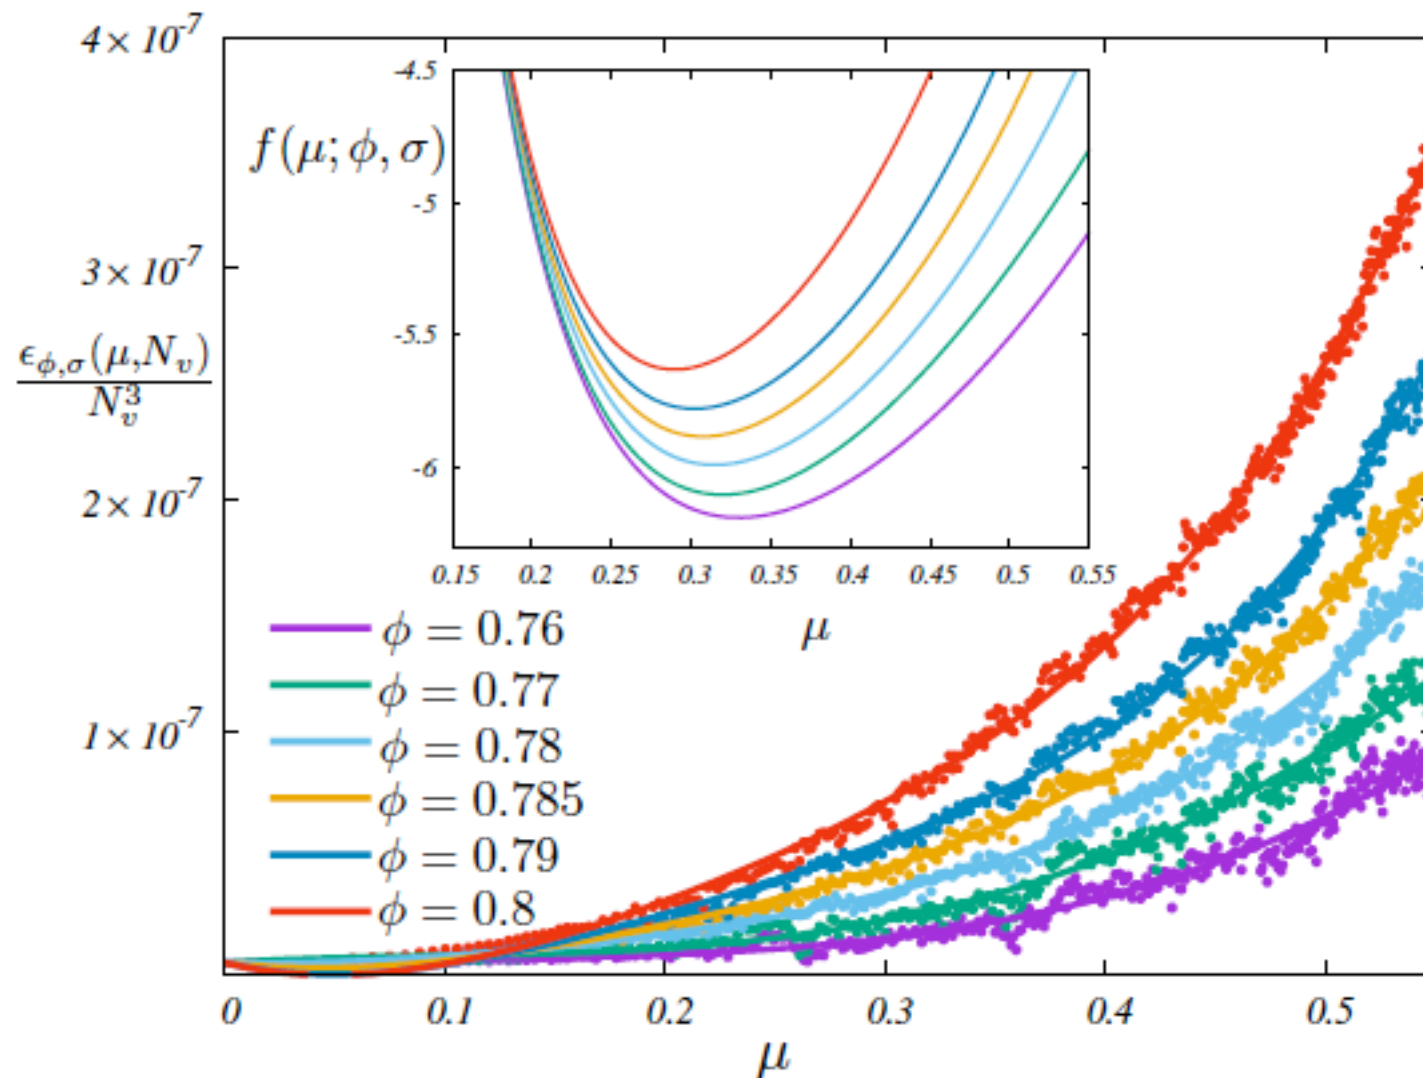 4×10⁻⁷
3×10⁻⁷
2×10⁻⁷
1×10⁻⁷
ϵ_{ϕ,σ}(μ,N_v)
N_v³
-4.5
-5
-5.5
-6
f(μ; ϕ, σ)
0.15 0.2 0.25 0.3 0.35 0.4 0.45 0.5 0.55
μ
ϕ = 0.76
ϕ = 0.77
ϕ = 0.78
ϕ = 0.785
ϕ = 0.79
ϕ = 0.8
0 0.1 0.2 0.3 0.4 0.5
μ